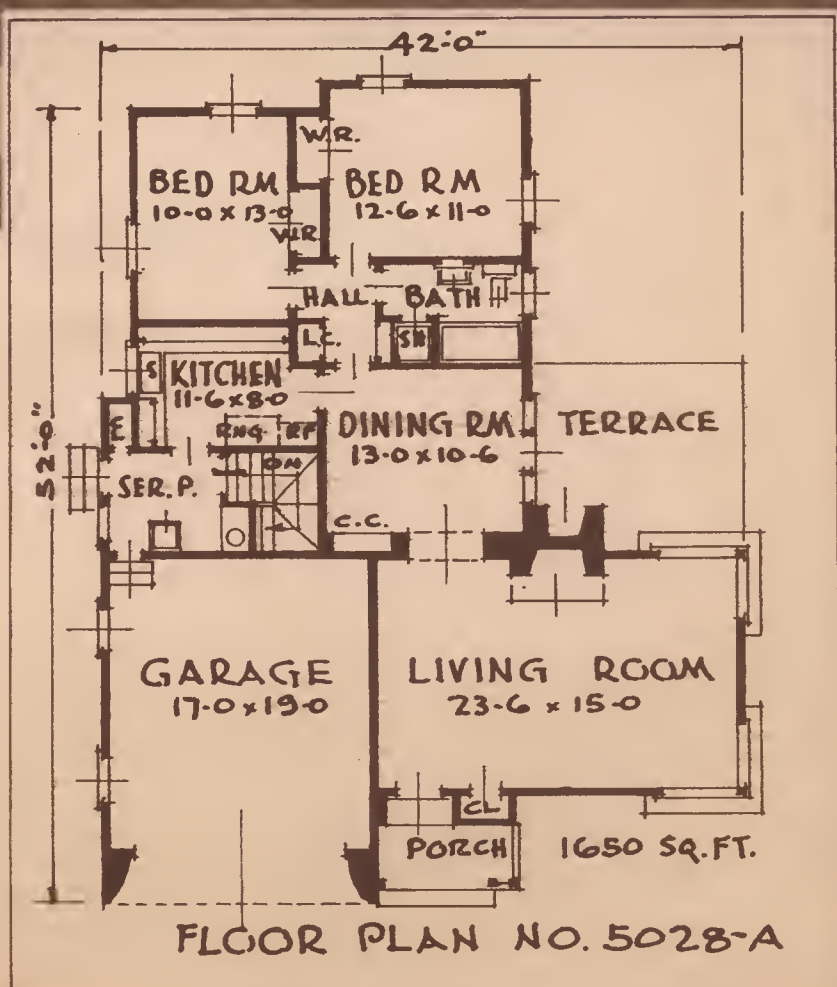 42'-0"
W.R.
BED RM
10-0 x 13-0
BED RM
12-6 x 11-0
W.R.
HALL
BATH
L.C.
SH
S
KITCHEN
11-6 x 8-0
52'-0"
E
RNG
RF
DINING RM
13-0 x 10-6
TERRACE
DN
SER. P.
C.C.
GARAGE
17-0 x 19-0
LIVING ROOM
23-6 x 15-0
CL
PORCH
1650 SQ. FT.
FLOOR PLAN NO. 5028-A